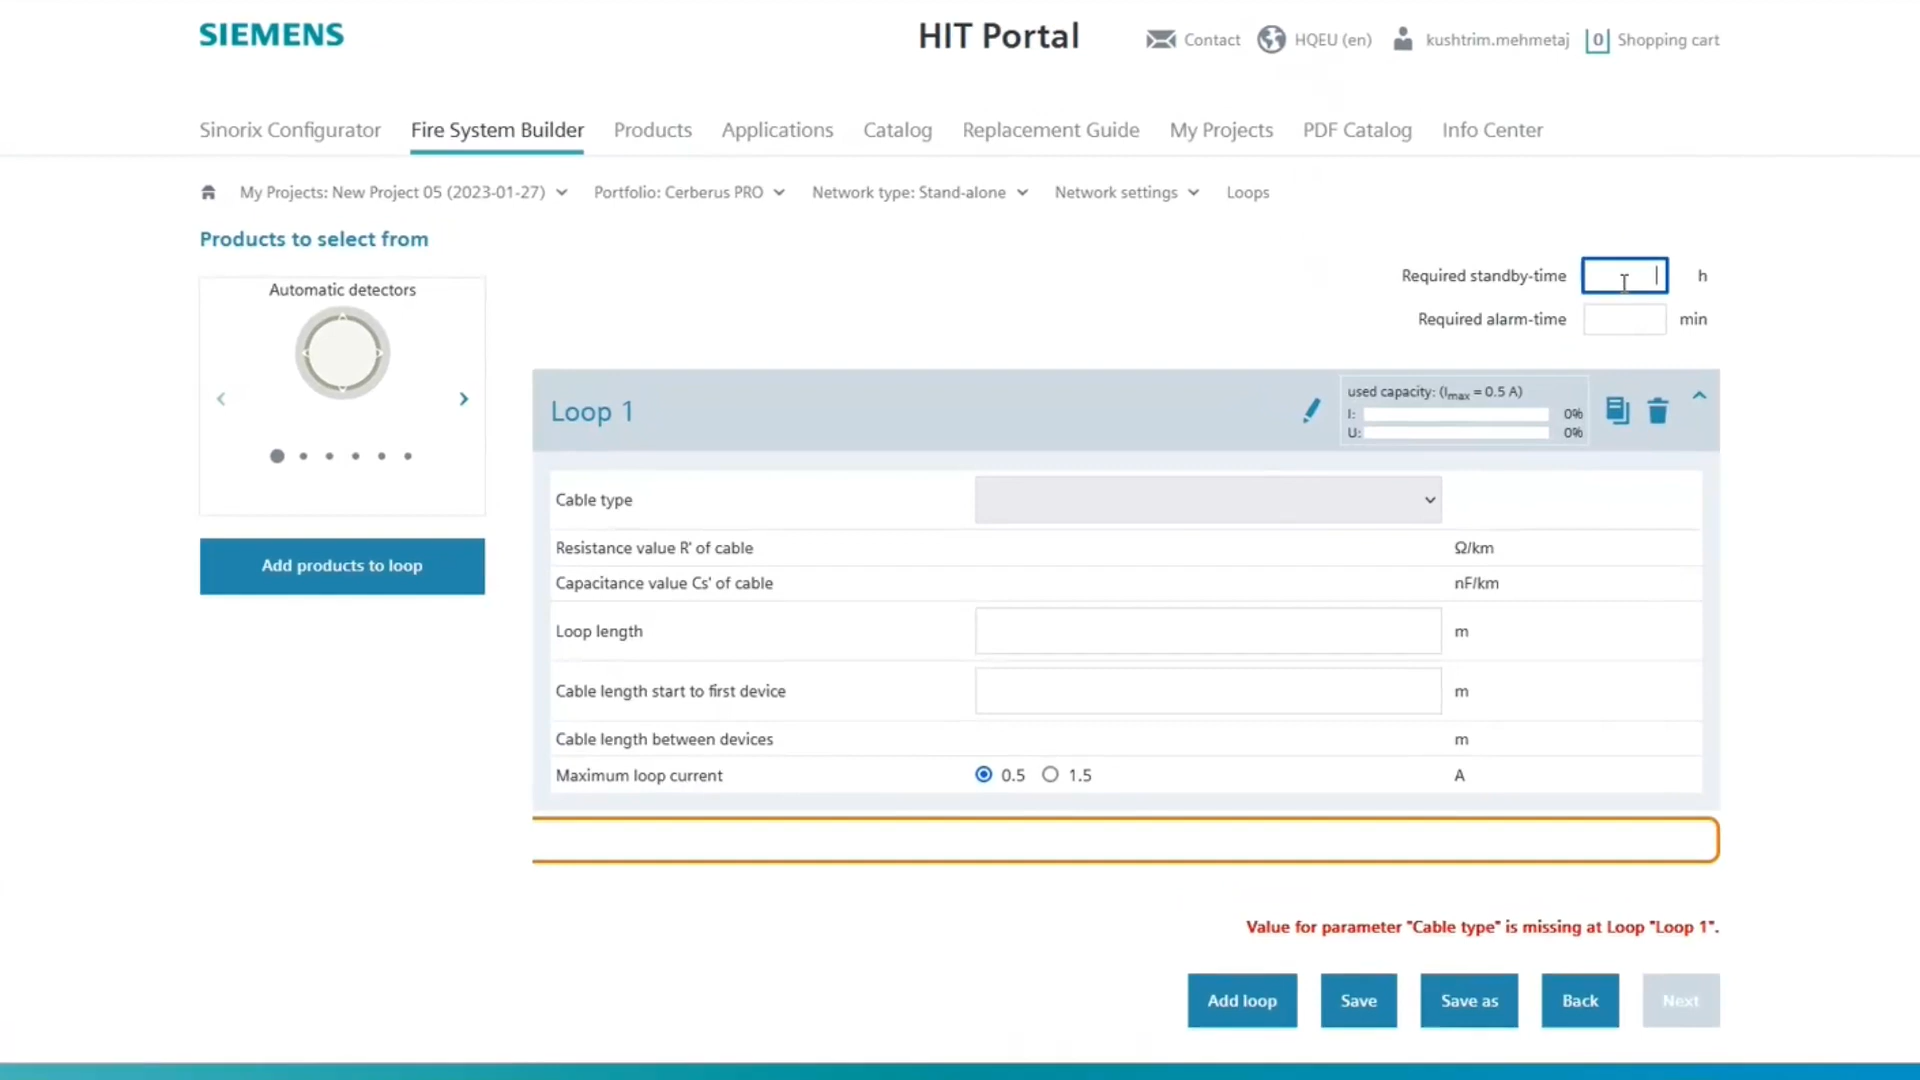 SIEMENS
HIT Portal
Contact
HQEU (en)
kushtrim.mehmetaj
0
Shopping cart
Sinorix Configurator
Fire System Builder
Products
Applications
Catalog
Replacement Guide
My Projects
PDF Catalog
Info Center
My Projects: New Project 05 (2023-01-27)
Portfolio: Cerberus PRO
Network type: Stand-alone
Network settings
Loops
Products to select from
Automatic detectors
Add products to loop
Required standby-time
h
Required alarm-time
min
Loop 1
used capacity: (Imax = 0.5 A)
I: 0%
U: 0%
Cable type
Resistance value R' of cable Ω/km
Capacitance value Cs' of cable nF/km
Loop length m
Cable length start to first device m
Cable length between devices m
Maximum loop current 0.5 1.5 A
Value for parameter "Cable type" is missing at Loop "Loop 1".
Add loop
Save
Save as
Back
Next